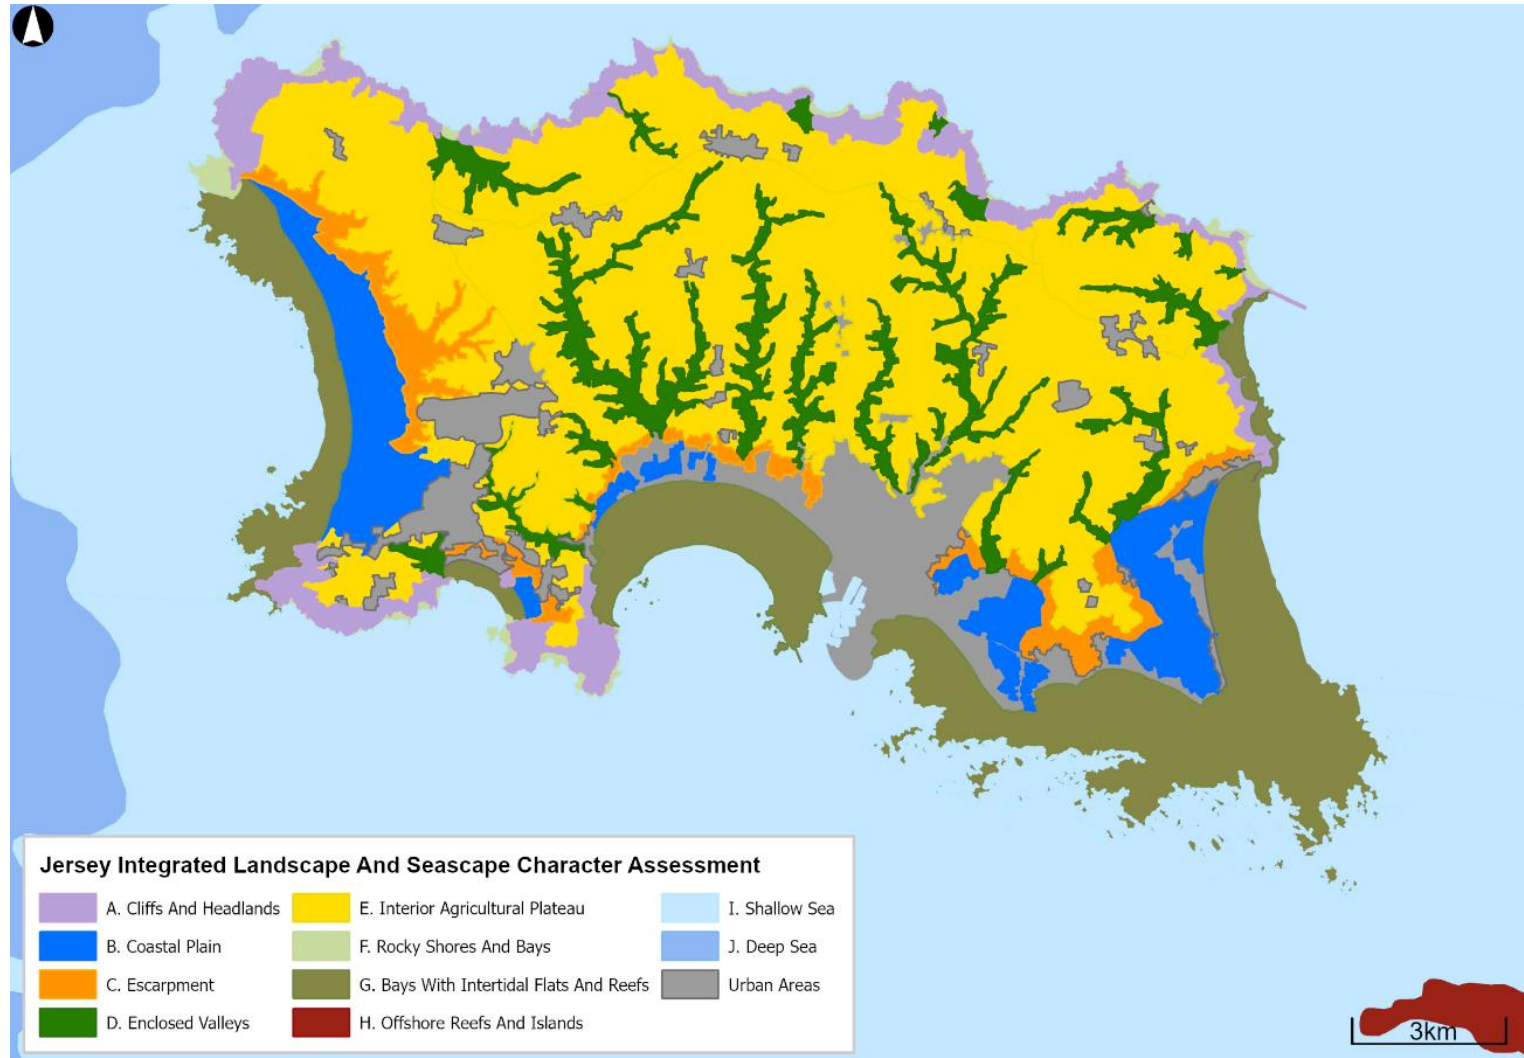 Jersey Integrated Landscape And Seascape Character Assessment
A. Cliffs And Headlands
B. Coastal Plain
C. Escarpment
D. Enclosed Valleys
E. Interior Agricultural Plateau
F. Rocky Shores And Bays
G. Bays With Intertidal Flats And Reefs
H. Offshore Reefs And Islands
I. Shallow Sea
J. Deep Sea
Urban Areas
3km